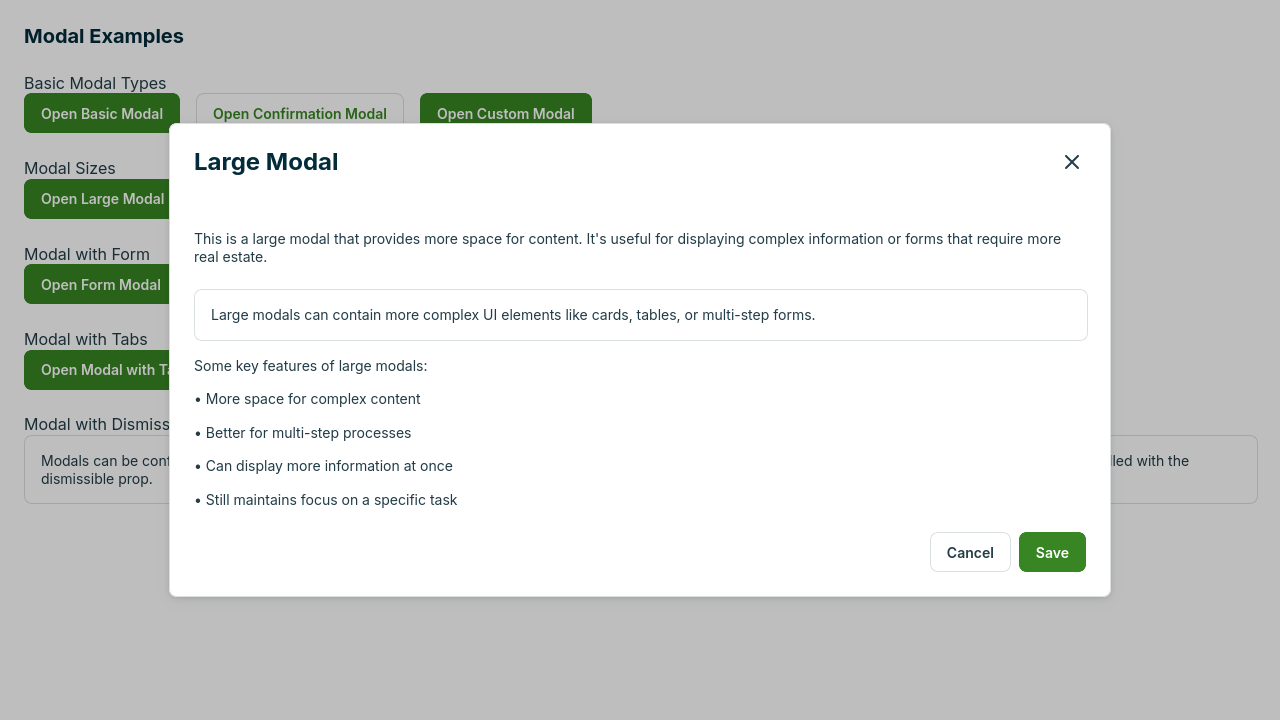 Modal Examples
Basic Modal Types
Open Basic Modal
Open Confirmation Modal
Open Custom Modal
Modal Sizes
Open Large Modal
Modal with Form
Open Form Modal
Modal with Tabs
Open Modal with
Modal with
Modals can be
with the
dismissible prop.
Large Modal
This is a large modal that provides more space for content. It's useful for displaying complex information or forms that require more
real estate.
Large modals can contain more complex UI elements like cards, tables, or multi-step forms.
Some key features of large modals:
• More space for complex content
• Better for multi-step processes
• Can display more information at once
• Still maintains focus on a specific task
Cancel
Save